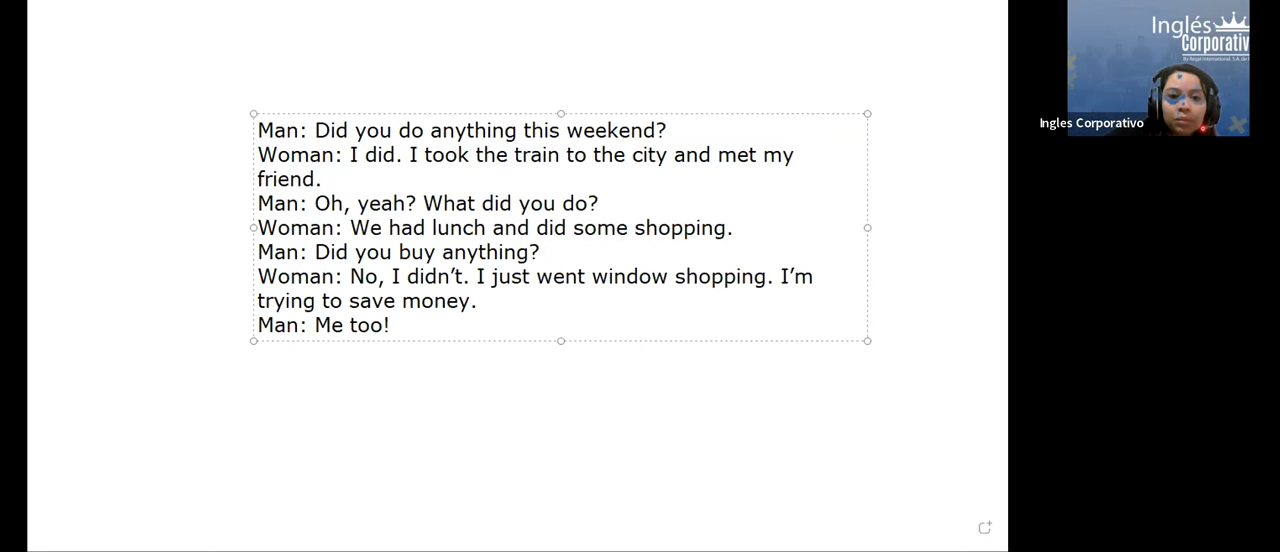 Man: Did you do anything this weekend?
Woman: I did. I took the train to the city and met my
friend.
Man: Oh, yeah? What did you do?
Woman: We had lunch and did some shopping.
Man: Did you buy anything?
Woman: No, I didn’t. I just went window shopping. I’m
trying to save money.
Man: Me too!
Inglés
Corporativ
Ingles Corporativo